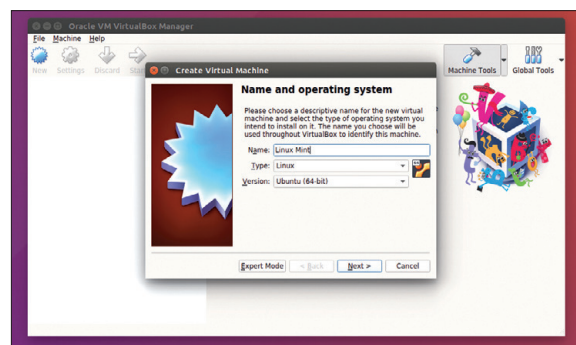 Oracle VM VirtualBox Manager
File Machine Help
New Settings Discard
Machine Tools Global Tools
Create Virtual Machine
Name and operating system
Please choose a descriptive name for the new virtual
machine and select the type of operating system you
intend to install on it. The name you choose will be
used throughout VirtualBox to identify this machine.
Name: Linux Mint
Type: Linux
Version: Ubuntu (64-bit)
Expert Mode < Back Next > Cancel